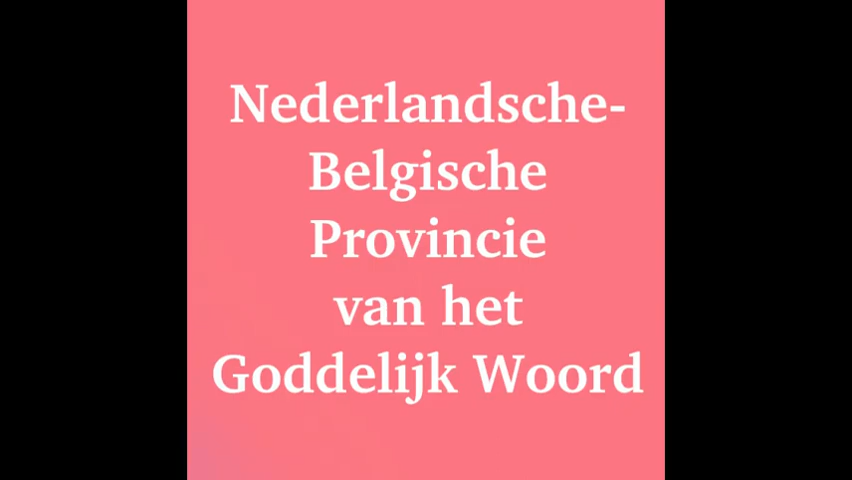 Nederlandsche-
Belgische
Provincie
van het
Goddelijk Woord